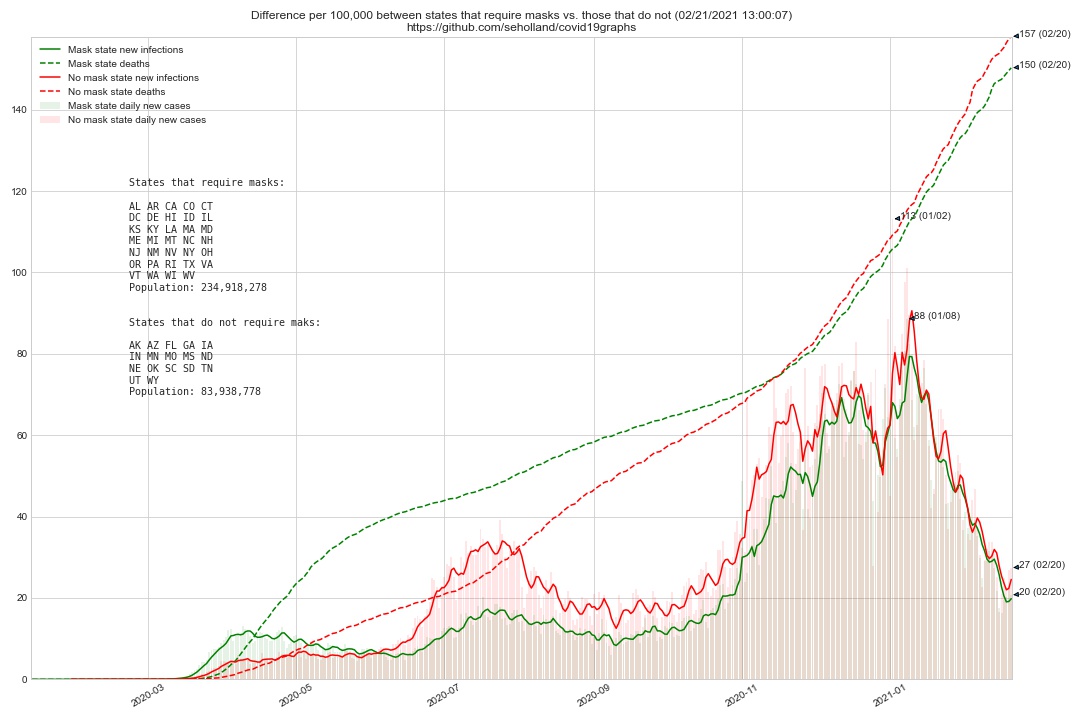 Difference per 100,000 between states that require masks vs. those that do not (02/21/2021 13:00:07)
https://github.com/seholland/covid19graphs
Mask state new infections
Mask state deaths
No mask state new infections
No mask state deaths
Mask state daily new cases
No mask state daily new cases
157 (02/20)
150 (02/20)
140
States that require masks:
120
AL AR CA CO CT
DC DE HI ID IL
KS KY LA MA MD
ME MI MT NC NH
NJ NM NV NY OH
OR PA RI TX VA
VT WA WI WV
Population: 234,918,278
113 (01/02)
100
States that do not require maks:
88 (01/08)
AK AZ FL GA IA
IN MN MO MS ND
NE OK SC SD TN
UT WY
Population: 83,938,778
80
60
40
27 (02/20)
20
20 (02/20)
0
2020-03
2020-05
2020-07
2020-09
2020-11
2021-01